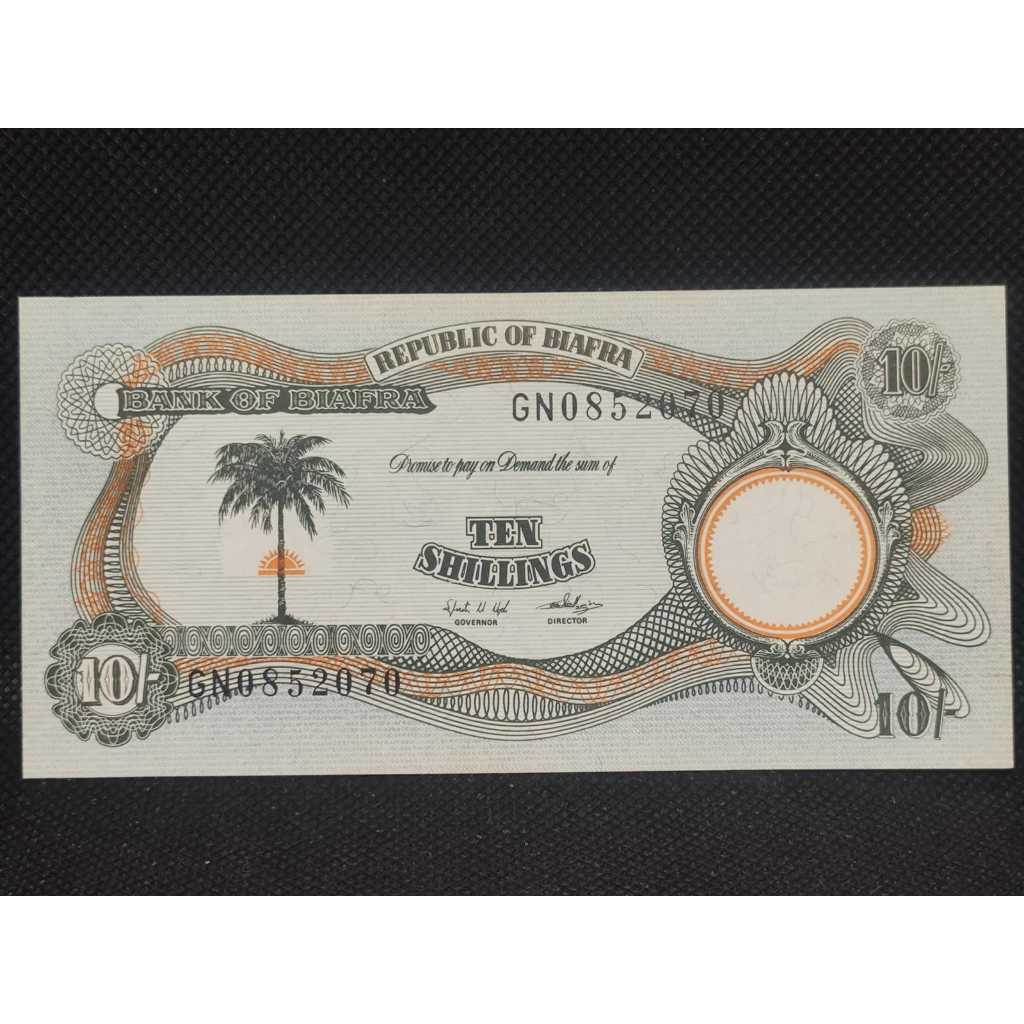 REPUBLIC OF BIAFRA
10/-
BANK OF BIAFRA
GN0852070
Promise to pay on Demand the sum of
TEN
SHILLINGS
GOVERNOR
DIRECTOR
10/-
GN0852070
10/-